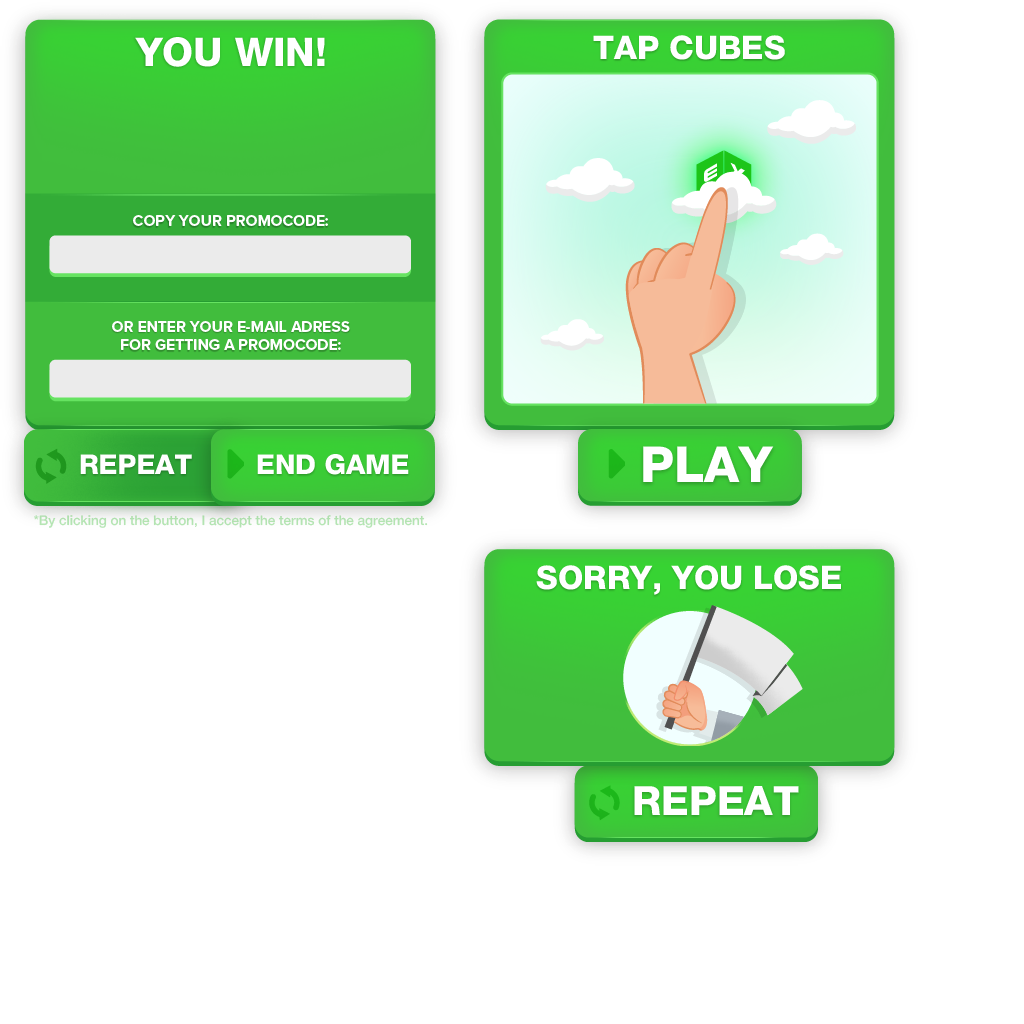 YOU WIN!
COPY YOUR PROMOCODE:
OR ENTER YOUR E-MAIL ADRESS
FOR GETTING A PROMOCODE:
REPEAT
END GAME
*By clicking on the button, I accept the terms of the agreement.
TAP CUBES
PLAY
SORRY, YOU LOSE
REPEAT